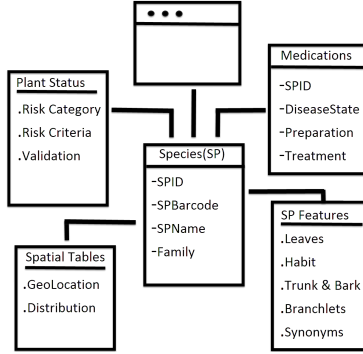 Medications
-SPID
-DiseaseState
-Preparation
-Treatment
Plant Status
.Risk Category
.Risk Criteria
.Validation
Species(SP)
-SPID
-SPBarcode
-SPName
-Family
SP Features
.Leaves
.Habit
.Trunk & Bark
.Branchlets
.Synonyms
Spatial Tables
.GeoLocation
.Distribution